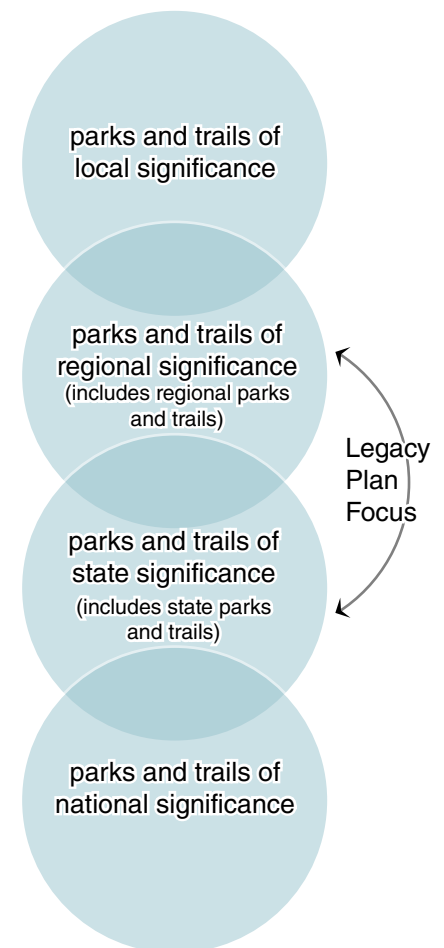 parks and trails of
local significance
parks and trails of
regional significance
(includes regional parks
and trails)
Legacy
Plan
Focus
parks and trails of
state significance
(includes state parks
and trails)
parks and trails of
national significance